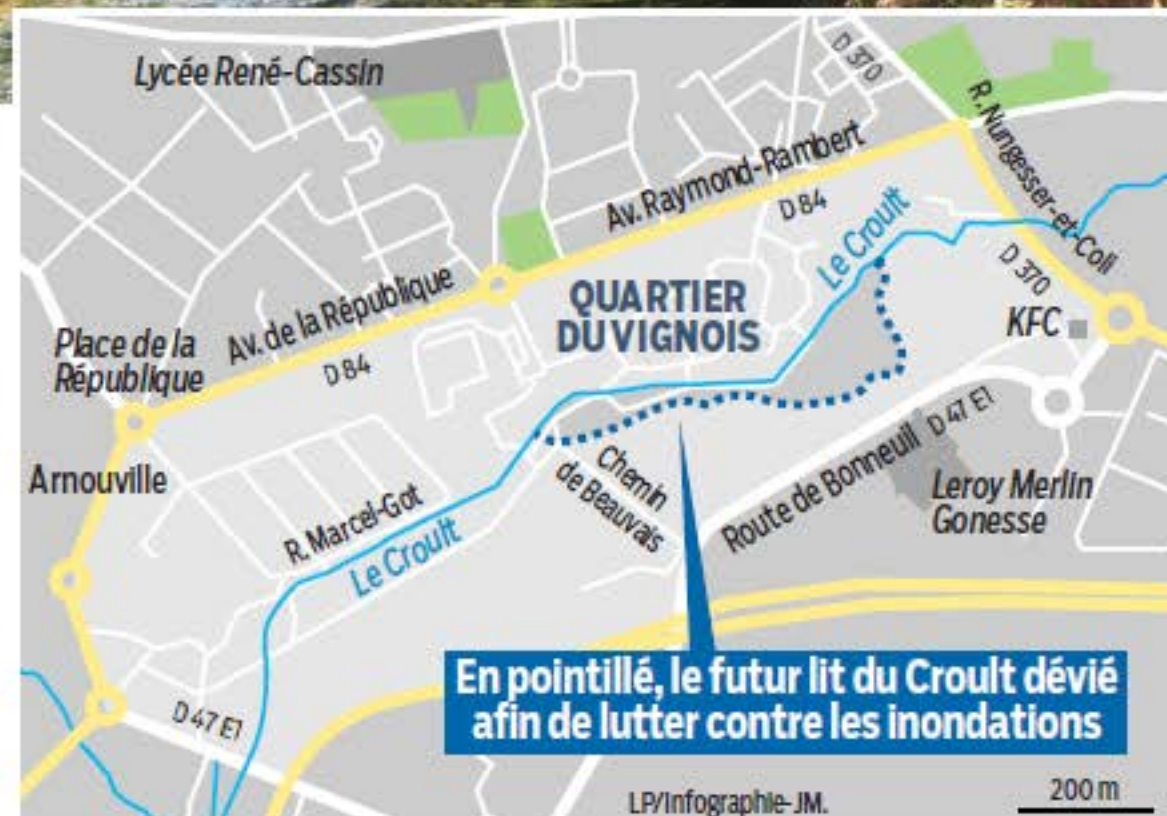 Lycée René-Cassin
D 370
R. Nungesser-et-Coli
Av. Raymond-Rambert
D 84
Le Croult
D 370
QUARTIER
DU VIGNOIS
KFC
Av. de la République
Place de la
République
D 84
D 47 E1
Arnouville
Chemin
de Beauvais
Route de Bonneuil
Leroy Merlin
Gonesse
R. Marcel-Got
Le Croult
En pointillé, le futur lit du Croult dévié
afin de lutter contre les inondations
D 47 E1
LP/Infographie-JM.
200 m